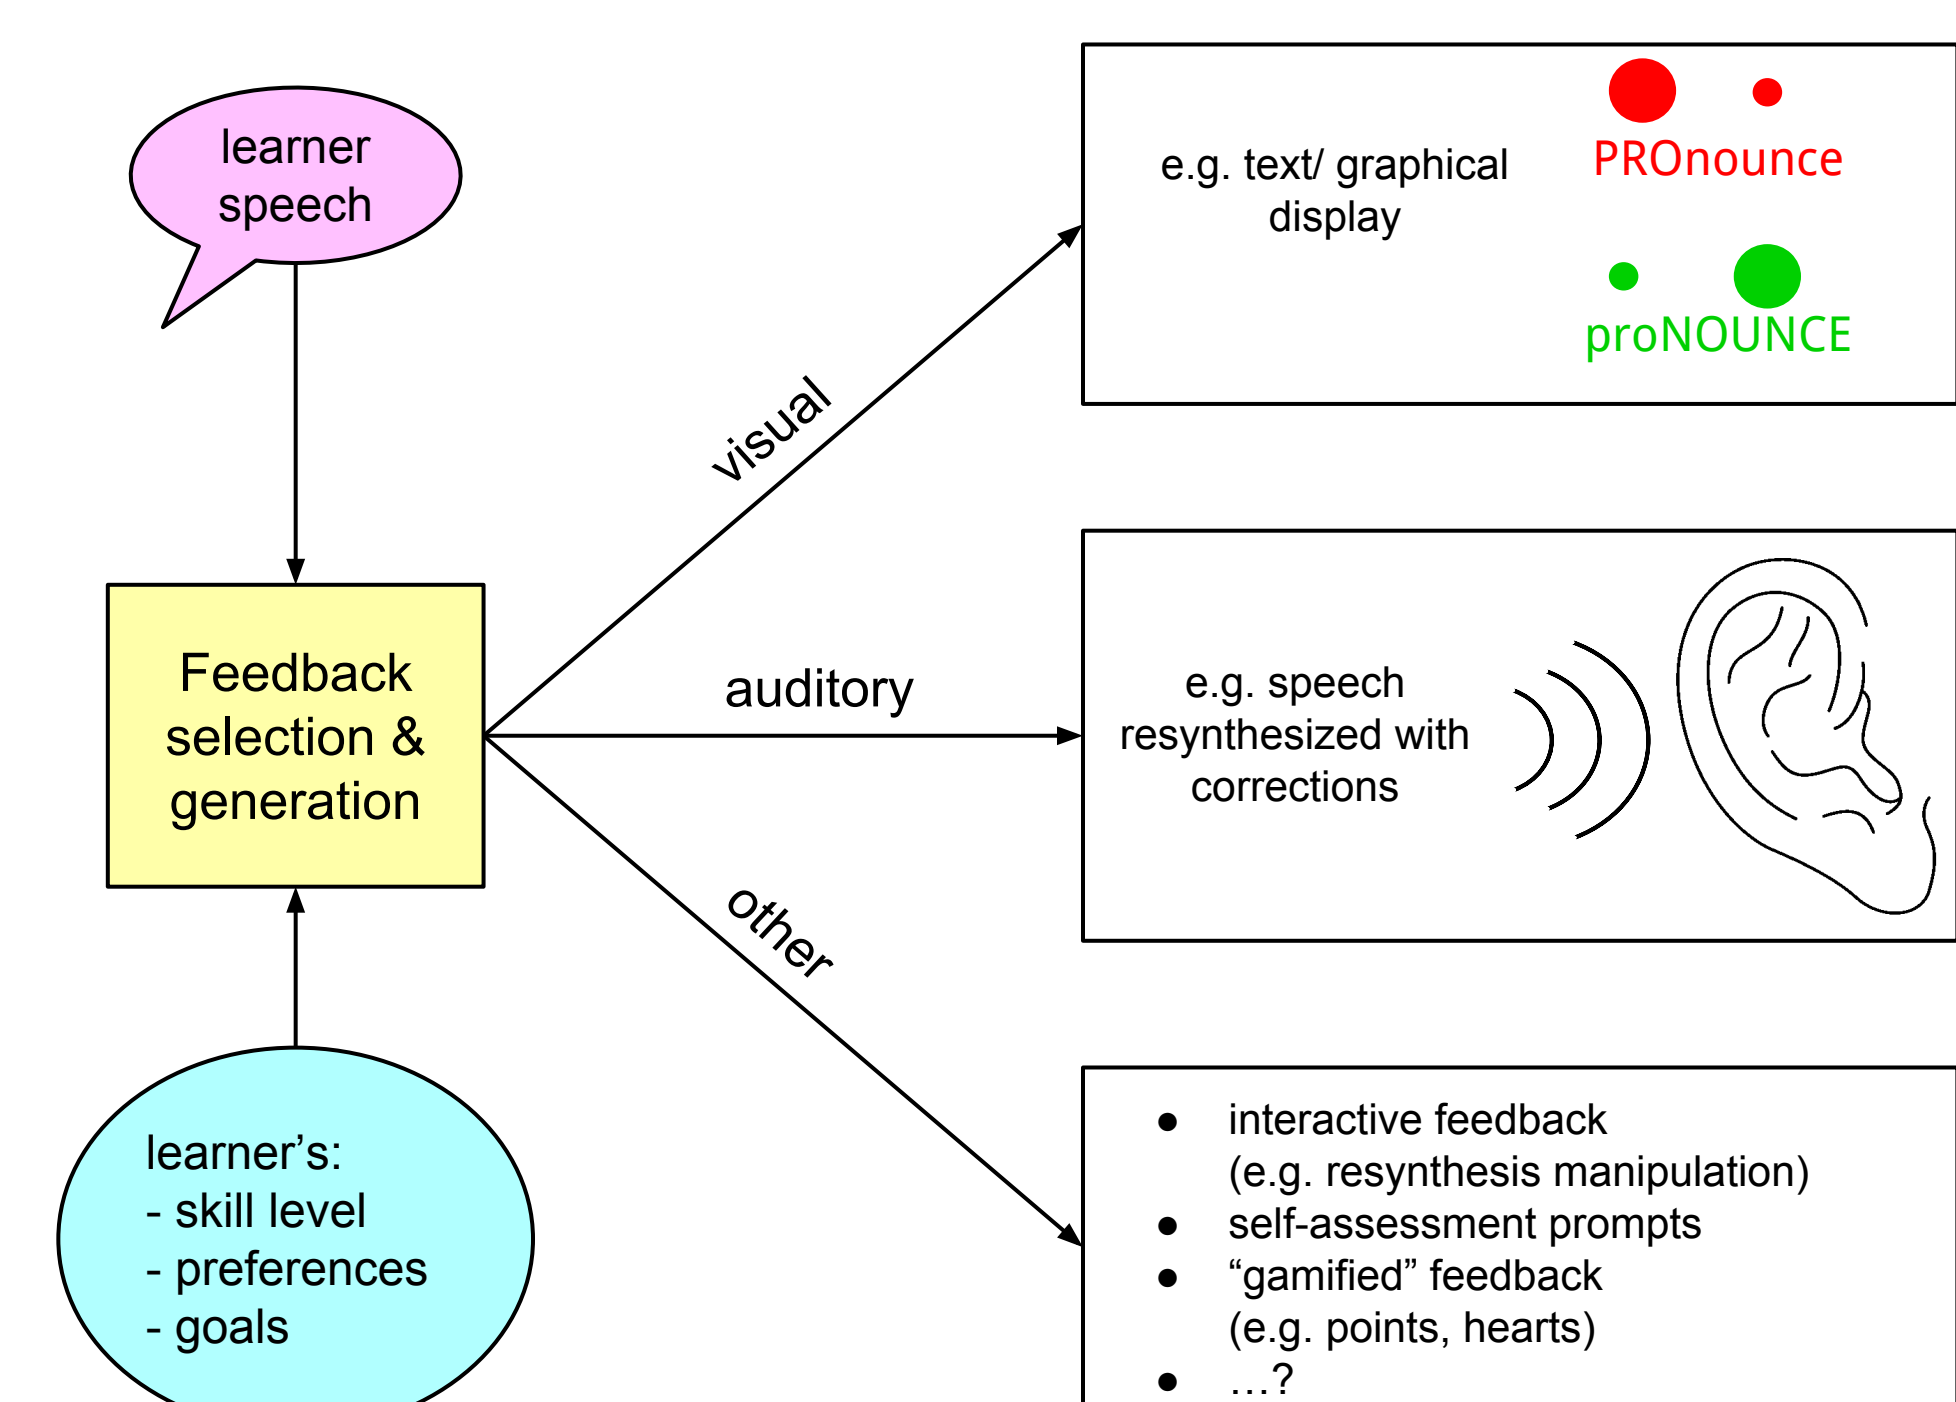 learner
speech
Feedback
selection &
generation
learner’s:
- skill level
- preferences
- goals
visual
auditory
other
e.g. text/ graphical
display
PROnounce
proNOUNCE
e.g. speech
resynthesized with
corrections
● interactive feedback
(e.g. resynthesis manipulation)
● self-assessment prompts
● “gamified” feedback
(e.g. points, hearts)
● …?